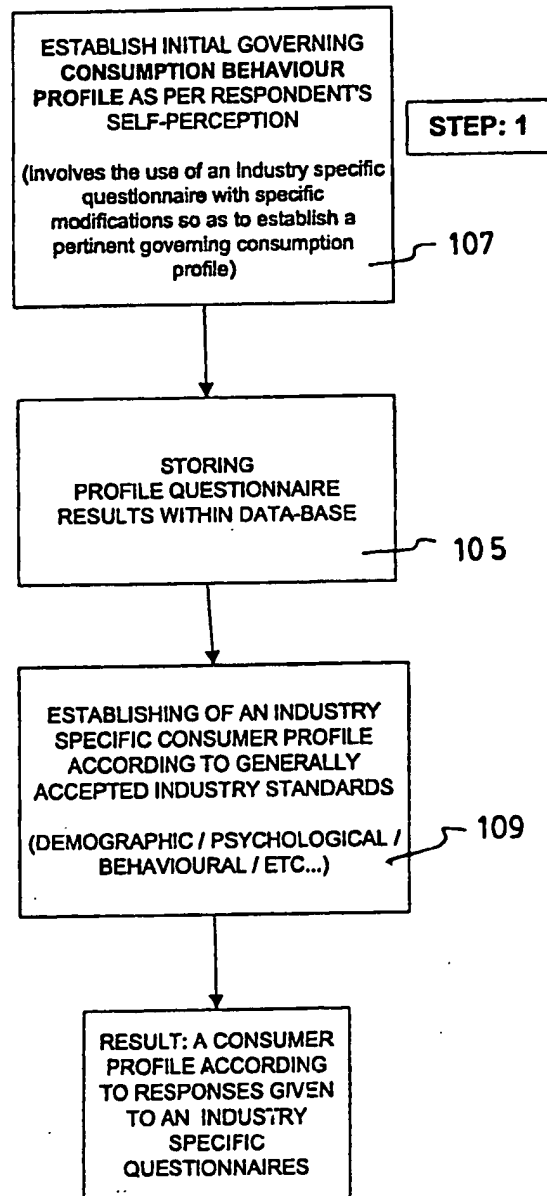 ESTABLISH INITIAL GOVERNING
CONSUMPTION BEHAVIOUR
PROFILE AS PER RESPONDENT'S
SELF-PERCEPTION
(Involves the use of an Industry specific
questionnaire with specific
modifications so as to establish a
pertinent governing consumption
profile)
STEP: 1
107
STORING
PROFILE QUESTIONNAIRE
RESULTS WITHIN DATA-BASE
105
ESTABLISHING OF AN INDUSTRY
SPECIFIC CONSUMER PROFILE
ACCORDING TO GENERALLY
ACCEPTED INDUSTRY STANDARDS
(DEMOGRAPHIC / PSYCHOLOGICAL /
BEHAVIOURAL / ETC...)
109
RESULT: A CONSUMER
PROFILE ACCORDING
TO RESPONSES GIVEN
TO AN INDUSTRY
SPECIFIC
QUESTIONNAIRES